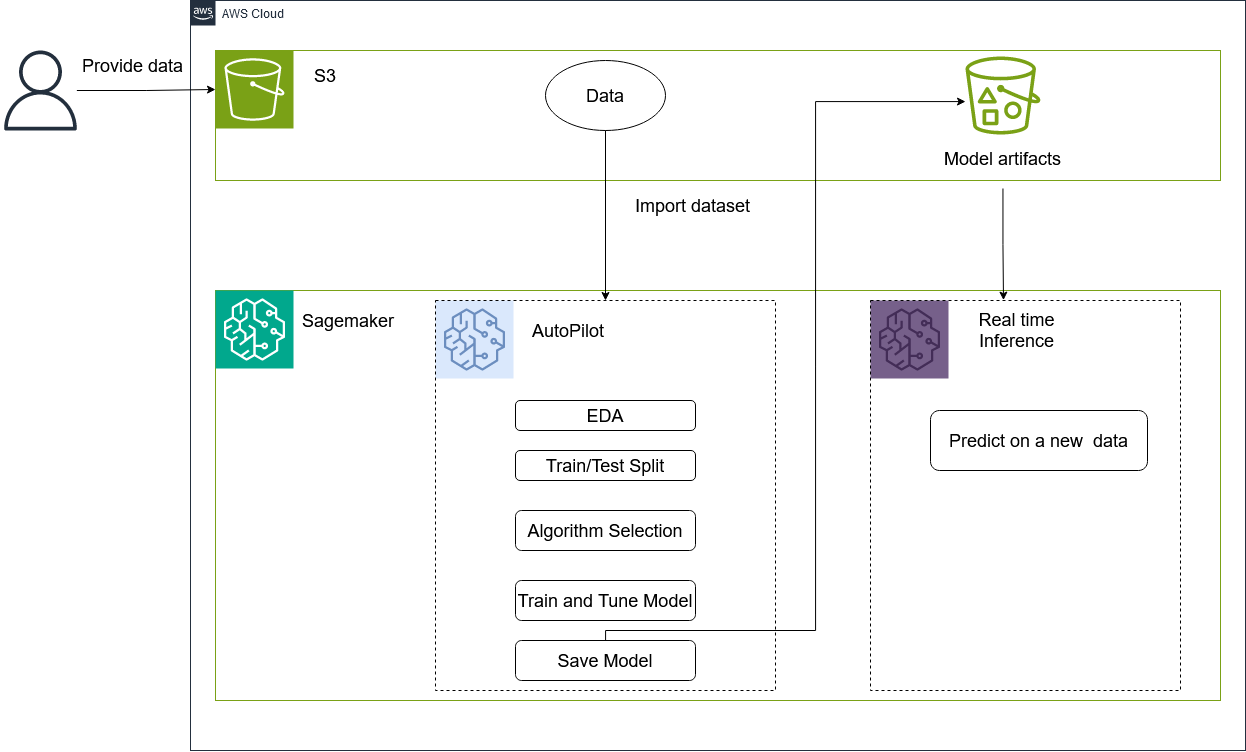 aws
AWS Cloud
Provide data
S3
Data
Model artifacts
Import dataset
Sagemaker
AutoPilot
Real time
Inference
EDA
Predict on a new  data
Train/Test Split
Algorithm Selection
Train and Tune Model
Save Model